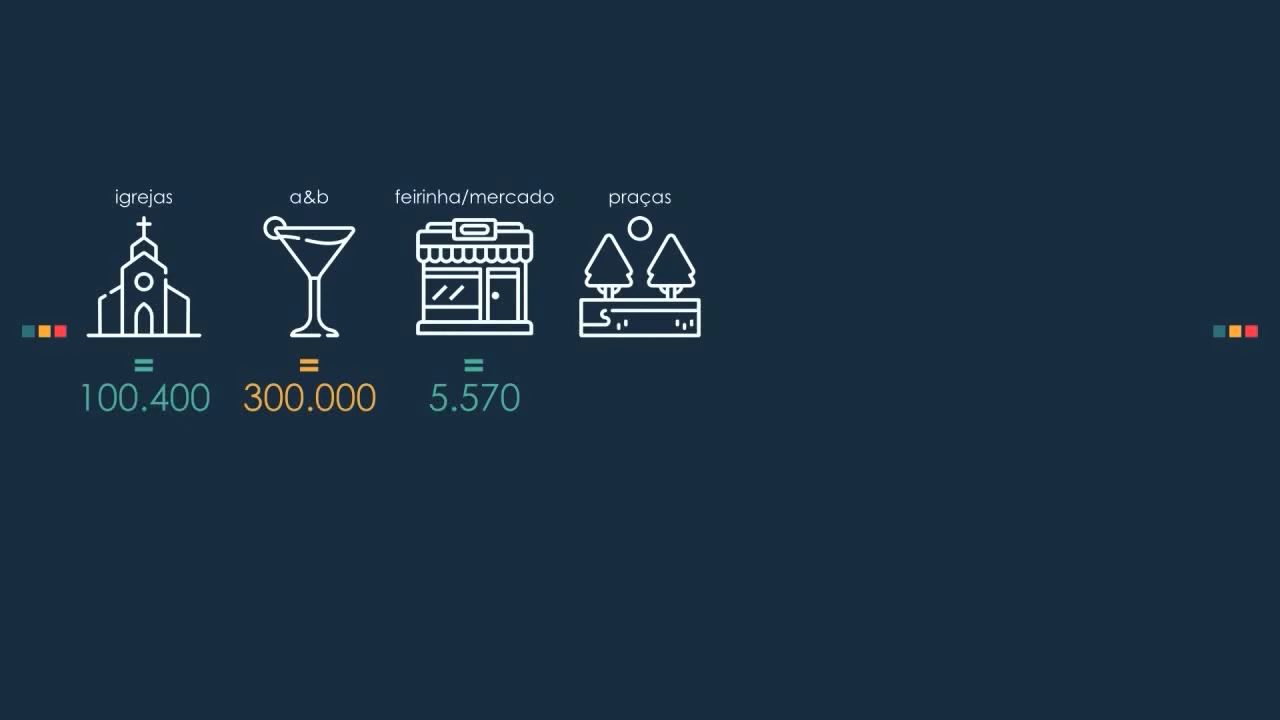 igrejas
a&b
feirinha/mercado
praças
=
=
=
100.400
300.000
5.570